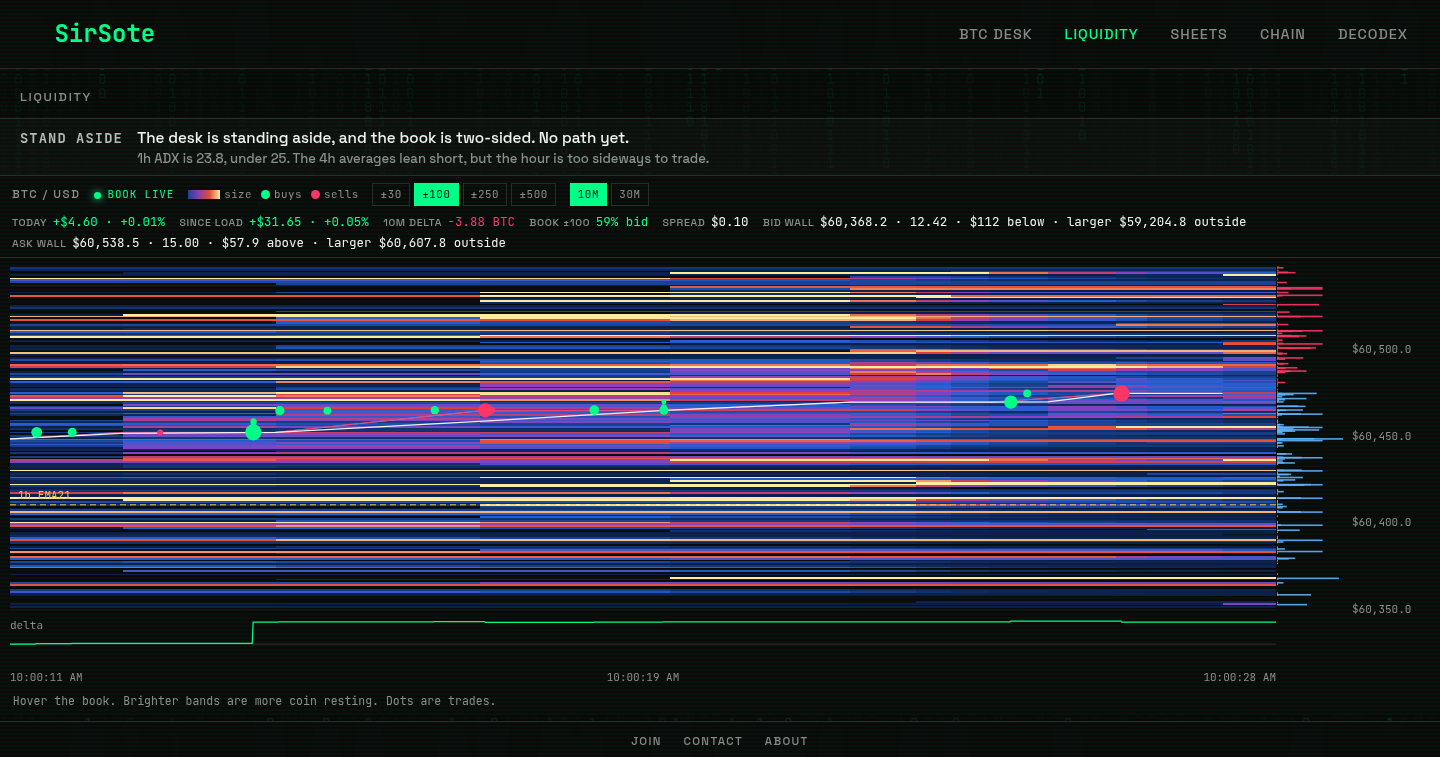 SirSote
BTC DESK LIQUIDITY SHEETS CHAIN DECODEX
LIQUIDITY
STAND ASIDE The desk is standing aside, and the book is two-sided. No path yet.
1h ADX is 23.8, under 25. The 4h averages lean short, but the hour is too sideways to trade.
BTC / USD BOOK LIVE size buys sells ±30 ±100 ±250 ±500 10M 30M
TODAY +$4.60 · +0.01% SINCE LOAD +$31.65 · +0.05% 10M DELTA -3.88 BTC BOOK ±100 59% bid SPREAD $0.10 BID WALL $60,368.2 · 12.42 · $112 below · larger $59,204.8 outside
ASK WALL $60,538.5 · 15.00 · $57.9 above · larger $60,607.8 outside
$60,500.0
$60,450.0
1h EMA21
$60,400.0
$60,350.0
delta
10:00:11 AM 10:00:19 AM 10:00:28 AM
Hover the book. Brighter bands are more coin resting. Dots are trades.
JOIN CONTACT ABOUT